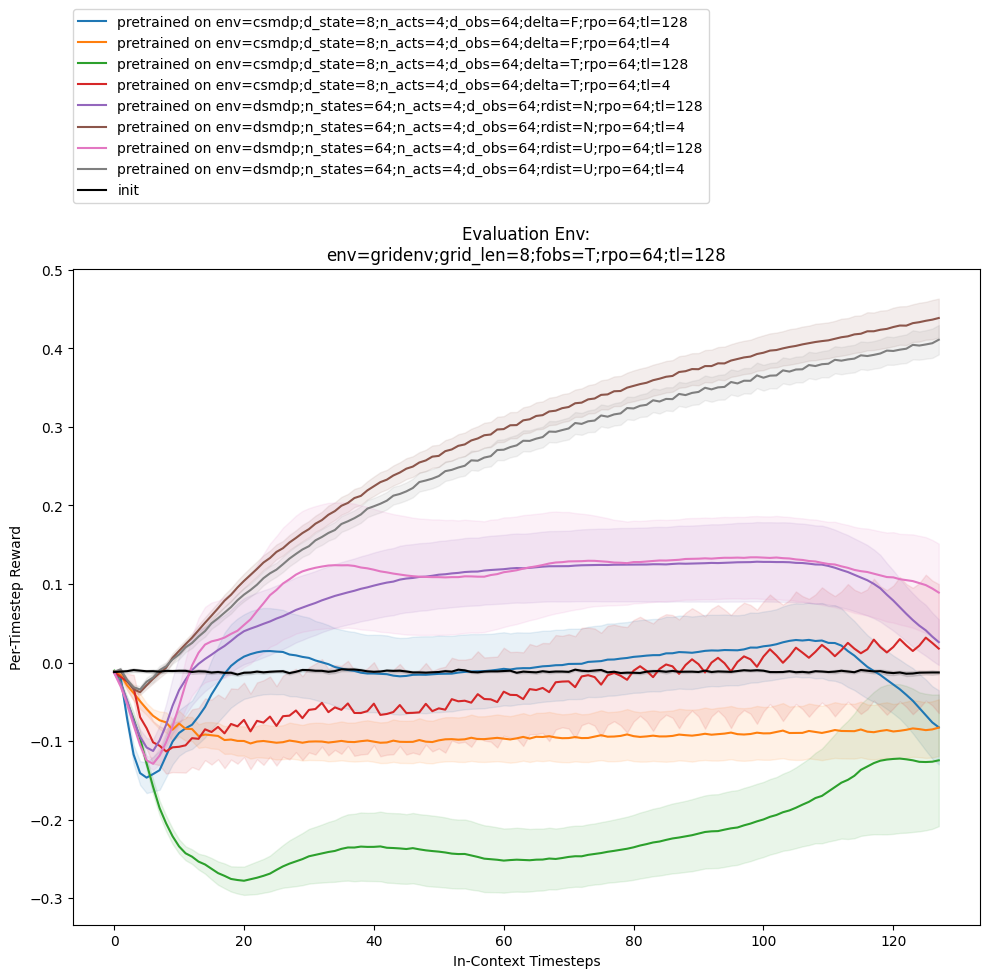 pretrained on env=csmdp;d_state=8;n_acts=4;d_obs=64;delta=F;rpo=64;tl=128
pretrained on env=csmdp;d_state=8;n_acts=4;d_obs=64;delta=F;rpo=64;tl=4
pretrained on env=csmdp;d_state=8;n_acts=4;d_obs=64;delta=T;rpo=64;tl=128
pretrained on env=csmdp;d_state=8;n_acts=4;d_obs=64;delta=T;rpo=64;tl=4
pretrained on env=dsmdp;n_states=64;n_acts=4;d_obs=64;rdist=N;rpo=64;tl=128
pretrained on env=dsmdp;n_states=64;n_acts=4;d_obs=64;rdist=N;rpo=64;tl=4
pretrained on env=dsmdp;n_states=64;n_acts=4;d_obs=64;rdist=U;rpo=64;tl=128
pretrained on env=dsmdp;n_states=64;n_acts=4;d_obs=64;rdist=U;rpo=64;tl=4
init
Evaluation Env:
env=gridenv;grid_len=8;fobs=T;rpo=64;tl=128
0.5
0.4
0.3
0.2
0.1
0.0
−0.1
−0.2
−0.3
Per-Timestep Reward
0 20 40 60 80 100 120
In-Context Timesteps